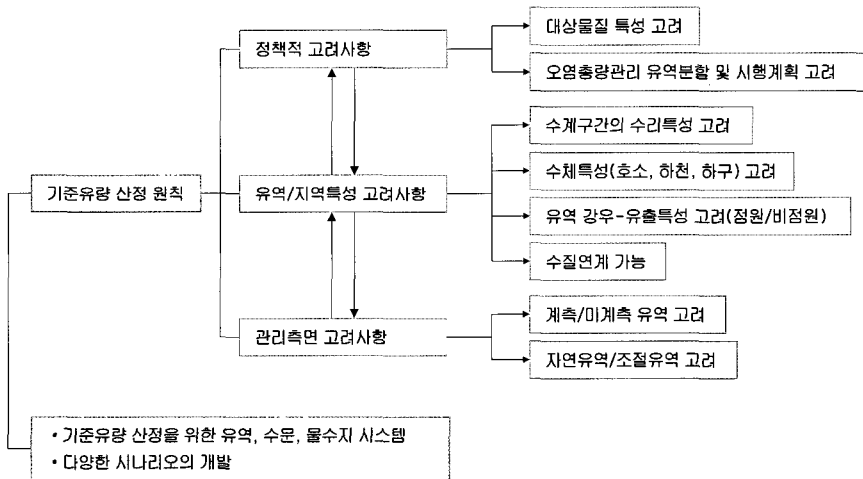 정책적 고려사항
대상물질 특성 고려
오염총량관리 유역분할 및 시행계획 고려
기준유량 산정 원칙
유역/지역특성 고려사항
수계구간의 수리특성 고려
수체특성(호소, 하천, 하구) 고려
유역 강우-유출특성 고려(점원/비점원)
수질연계 가능
관리측면 고려사항
계측/미계측 유역 고려
자연유역/조절유역 고려
• 기준유량 산정을 위한 유역, 수문, 물수지 시스템
• 다양한 시나리오의 개발